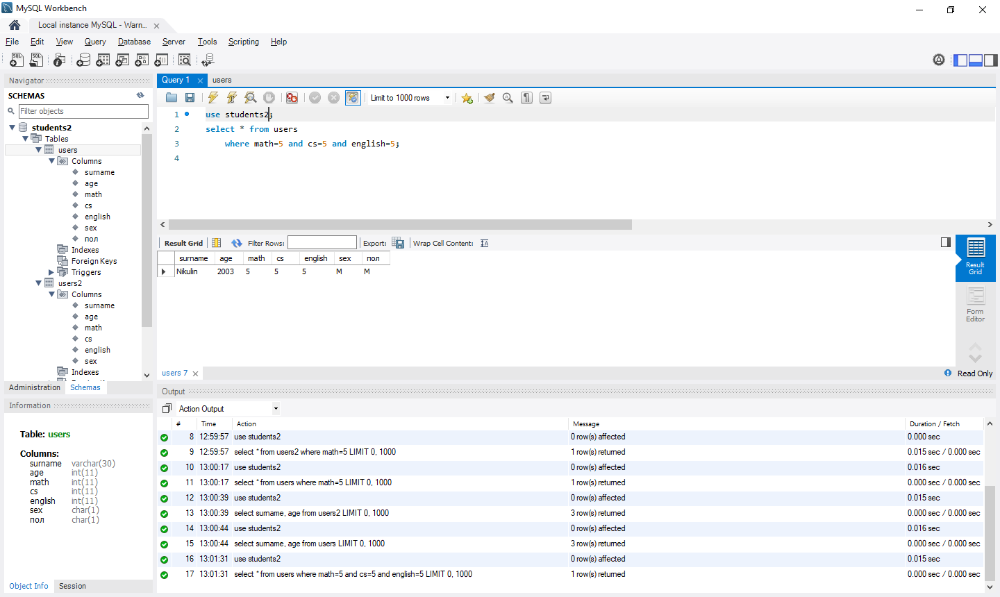 MySQL Workbench
Local instance MySQL - Warn...
File Edit View Query Database Server Tools Scripting Help
Navigator
SCHEMAS
Filter objects
students2
Tables
users
Columns
surname
age
math
cs
english
sex
пол
Indexes
Foreign Keys
Triggers
users2
Columns
surname
age
math
cs
english
sex
Indexes
Administration Schemas
Information
Table: users
Columns:
surname varchar(30)
age int(11)
math int(11)
cs int(11)
english int(11)
sex char(1)
пол char(1)
Object Info Session
Query 1 users
Limit to 1000 rows
1 use students2;
2 select * from users
3 where math=5 and cs=5 and english=5;
4
Result Grid Filter Rows: Export: Wrap Cell Content:
surname age math cs english sex пол
Nikulin 2003 5 5 5 M M
Result Grid
Form Editor
users 7
Read Only
Output
Action Output
# Time Action Message Duration / Fetch
8 12:59:57 use students2 0 row(s) affected 0.000 sec
9 12:59:57 select * from users2 where math=5 LIMIT 0, 1000 1 row(s) returned 0.015 sec / 0.000 sec
10 13:00:17 use students2 0 row(s) affected 0.016 sec
11 13:00:17 select * from users where math=5 LIMIT 0, 1000 1 row(s) returned 0.000 sec / 0.000 sec
12 13:00:39 use students2 0 row(s) affected 0.015 sec
13 13:00:39 select surname, age from users2 LIMIT 0, 1000 3 row(s) returned 0.000 sec / 0.000 sec
14 13:00:44 use students2 0 row(s) affected 0.016 sec
15 13:00:44 select surname, age from users LIMIT 0, 1000 3 row(s) returned 0.000 sec / 0.000 sec
16 13:01:31 use students2 0 row(s) affected 0.015 sec
17 13:01:31 select * from users where math=5 and cs=5 and english=5 LIMIT 0, 1000 1 row(s) returned 0.000 sec / 0.000 sec